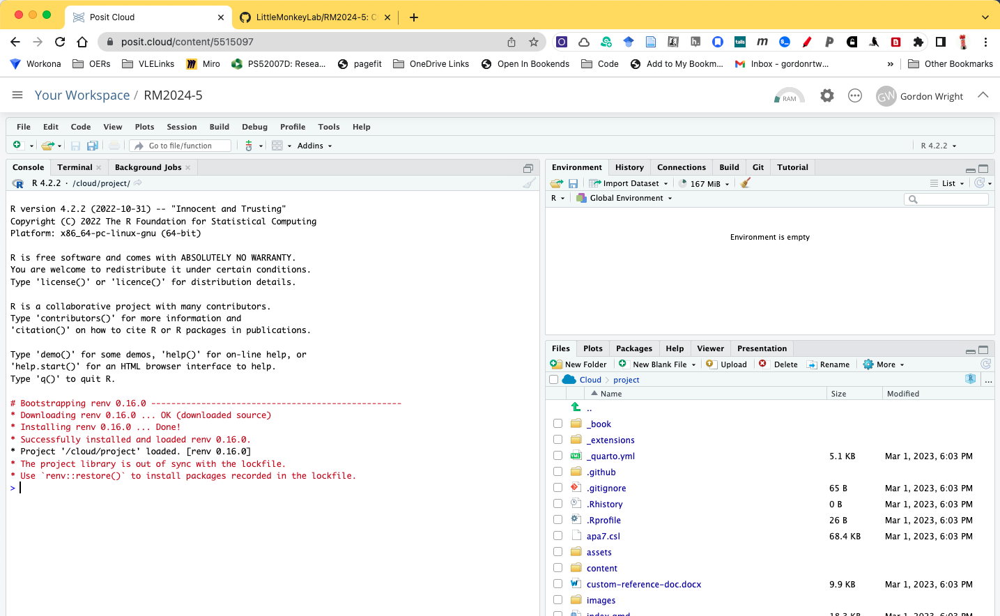 Posit Cloud
LittleMonkeyLab/RM2024-5: C
posit.cloud/content/5515097
Workona OERs VLELinks Miro PS52007D: Resea... pagefit OneDrive Links Open In Bookends Code Add to My Bookm... Inbox - gordonrtw... » Other Bookmarks
Your Workspace / RM2024-5
RAM
GW Gordon Wright
File Edit Code View Plots Session Build Debug Profile Tools Help
Go to file/function
Addins
R 4.2.2
Console Terminal Background Jobs
R 4.2.2 · /cloud/project/
R version 4.2.2 (2022-10-31) -- "Innocent and Trusting"
Copyright (C) 2022 The R Foundation for Statistical Computing
Platform: x86_64-pc-linux-gnu (64-bit)
R is free software and comes with ABSOLUTELY NO WARRANTY.
You are welcome to redistribute it under certain conditions.
Type 'license()' or 'licence()' for distribution details.
R is a collaborative project with many contributors.
Type 'contributors()' for more information and
'citation()' on how to cite R or R packages in publications.
Type 'demo()' for some demos, 'help()' for on-line help, or
'help.start()' for an HTML browser interface to help.
Type 'q()' to quit R.
# Bootstrapping renv 0.16.0 --------------------------------------------------
* Downloading renv 0.16.0 ... OK (downloaded source)
* Installing renv 0.16.0 ... Done!
* Successfully installed and loaded renv 0.16.0.
* Project '/cloud/project' loaded. [renv 0.16.0]
* The project library is out of sync with the lockfile.
* Use `renv::restore()` to install packages recorded in the lockfile.
>
Environment History Connections Build Git Tutorial
Import Dataset 167 MiB List
R Global Environment
Environment is empty
Files Plots Packages Help Viewer Presentation
New Folder New Blank File Upload Delete Rename More
Cloud project ...
Name Size Modified
..
_book
_extensions
_quarto.yml 5.1 KB Mar 1, 2023, 6:03 PM
.github
.gitignore 65 B Mar 1, 2023, 6:03 PM
.Rhistory 0 B Mar 1, 2023, 6:03 PM
.Rprofile 26 B Mar 1, 2023, 6:03 PM
apa7.csl 68.4 KB Mar 1, 2023, 6:03 PM
assets
content
custom-reference-doc.docx 9.9 KB Mar 1, 2023, 6:03 PM
images
index.qmd 18.3 KB Mar 1, 2023, 6:03 PM